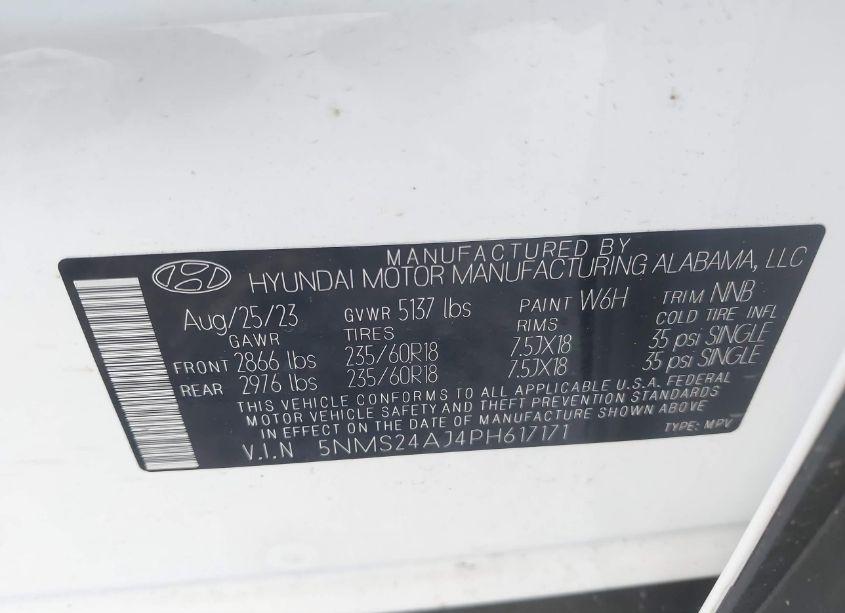 MANUFACTURED BY
HYUNDAI MOTOR MANUFACTURING ALABAMA, LLC
Aug/25/23 GVWR 5137 lbs PAINT W6H TRIM NNB
GAWR TIRES RIMS COLD TIRE INFL
FRONT 2866 lbs 235/60R18 7.5JX18 35 psi SINGLE
REAR 2976 lbs 235/60R18 7.5JX18 35 psi SINGLE
THIS VEHICLE CONFORMS TO ALL APPLICABLE U.S.A. FEDERAL
MOTOR VEHICLE SAFETY AND THEFT PREVENTION STANDARDS
IN EFFECT ON THE DATE OF MANUFACTURE SHOWN ABOVE
V.I.N 5NMS24AJ4PH617171 TYPE: MPV